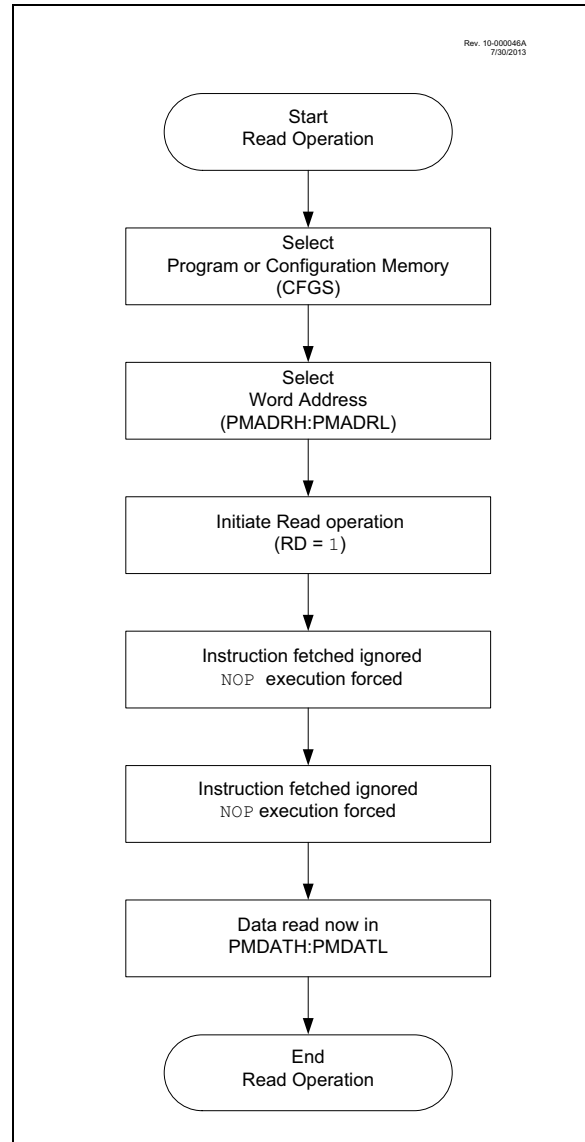 Rev. 10-000046A
7/30/2013
Start
Read Operation
Select
Program or Configuration Memory
(CFGS)
Select
Word Address
(PMADRH:PMADRL)
Initiate Read operation
(RD = 1)
Instruction fetched ignored
NOP execution forced
Instruction fetched ignored
NOP execution forced
Data read now in
PMDATH:PMDATL
End
Read Operation